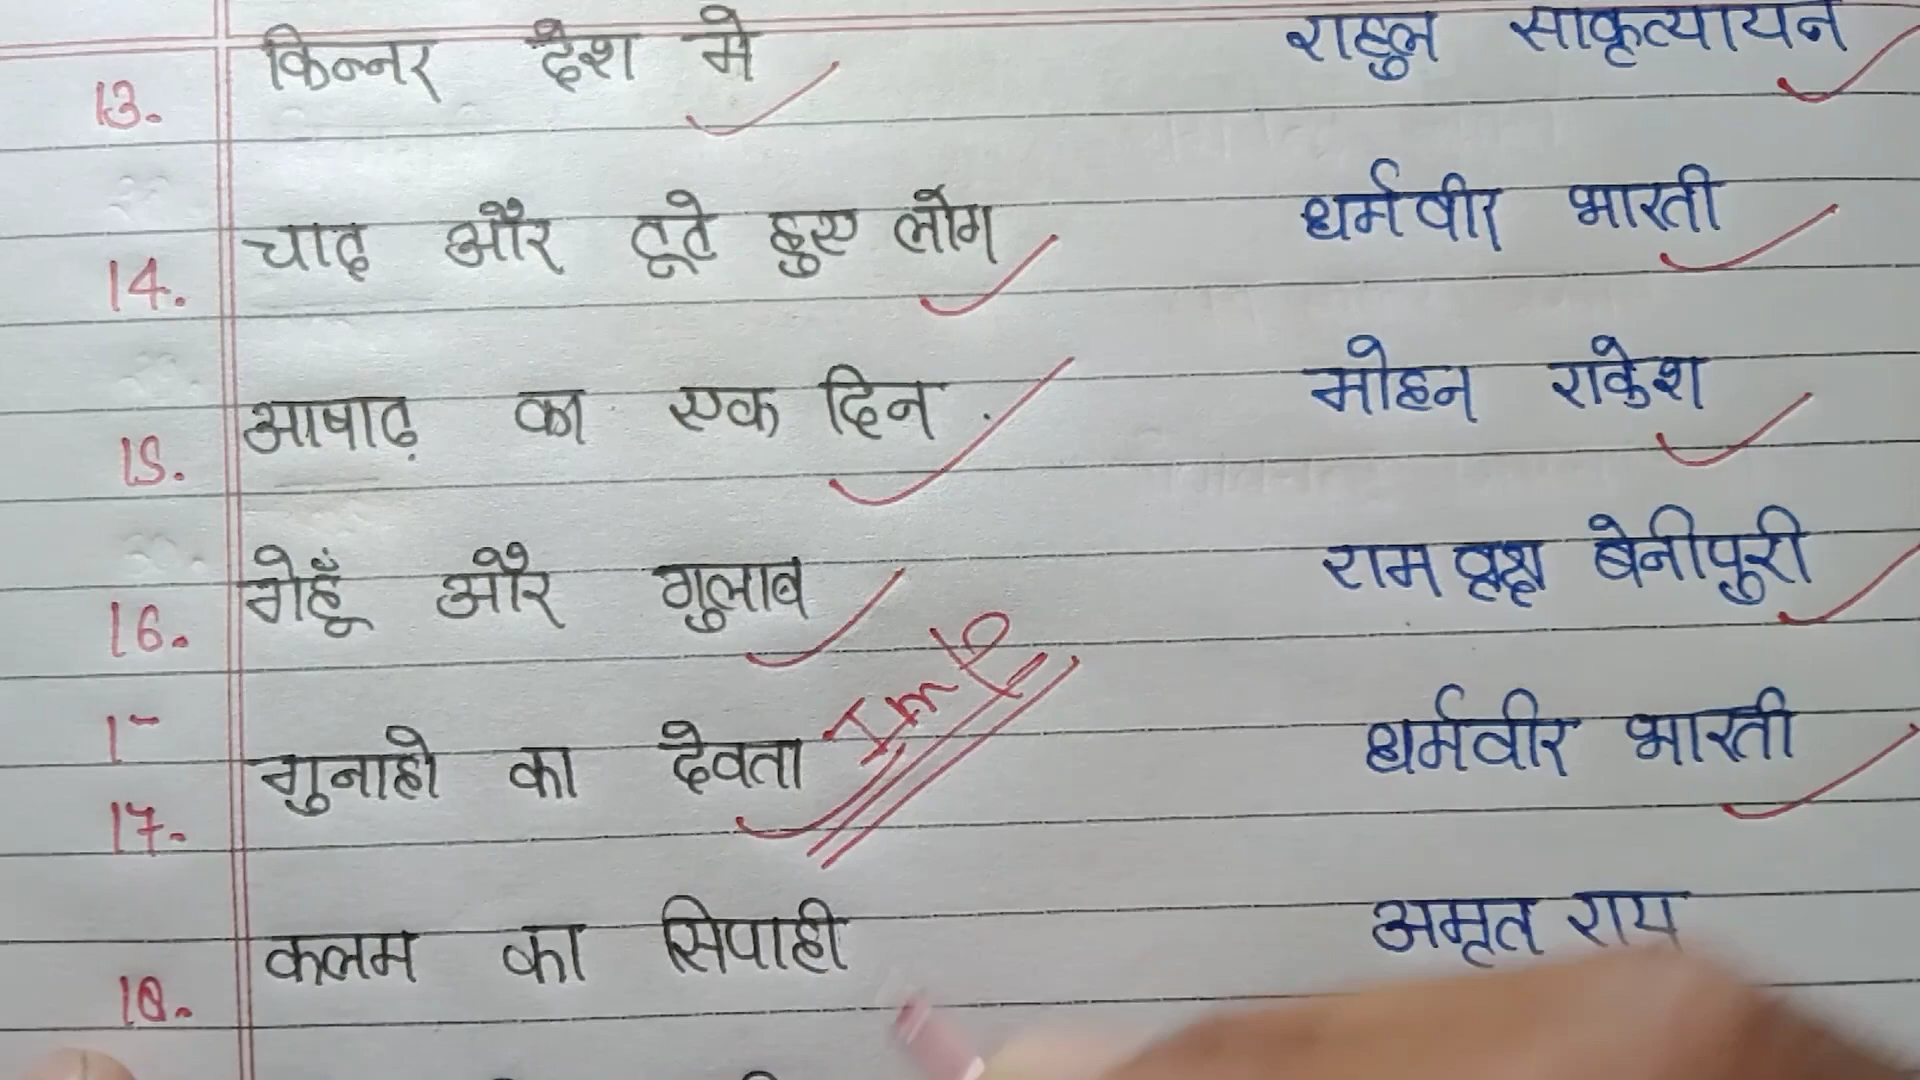 13. किन्नर देश मे राहुल साकृत्यायन
14. चाद और टूते हुए लोग धर्मवीर भारती
15. आषाढ़ का एक दिन . मोहन राकेश
16. गेहूँ और गुलाब राम वृक्ष बेनीपुरी
Imp
17. गुनाहो का देवता धर्मवीर भारती
18. कलम का सिपाही अमृत राय